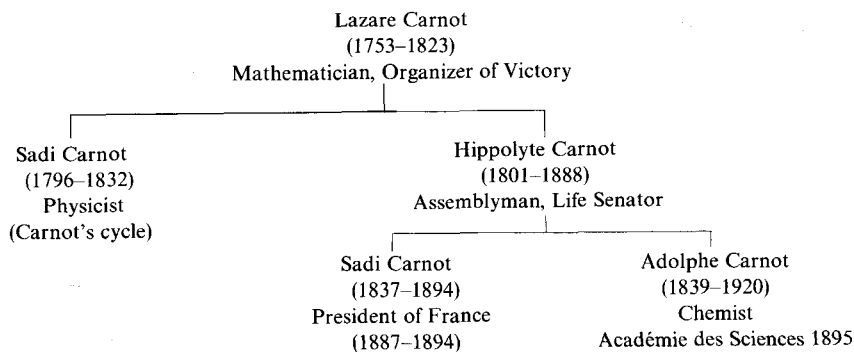 Lazare Carnot
(1753–1823)
Mathematician, Organizer of Victory
Sadi Carnot
(1796–1832)
Physicist
(Carnot's cycle)
Hippolyte Carnot
(1801–1888)
Assemblyman, Life Senator
Sadi Carnot
(1837–1894)
President of France
(1887–1894)
Adolphe Carnot
(1839–1920)
Chemist
Académie des Sciences 1895